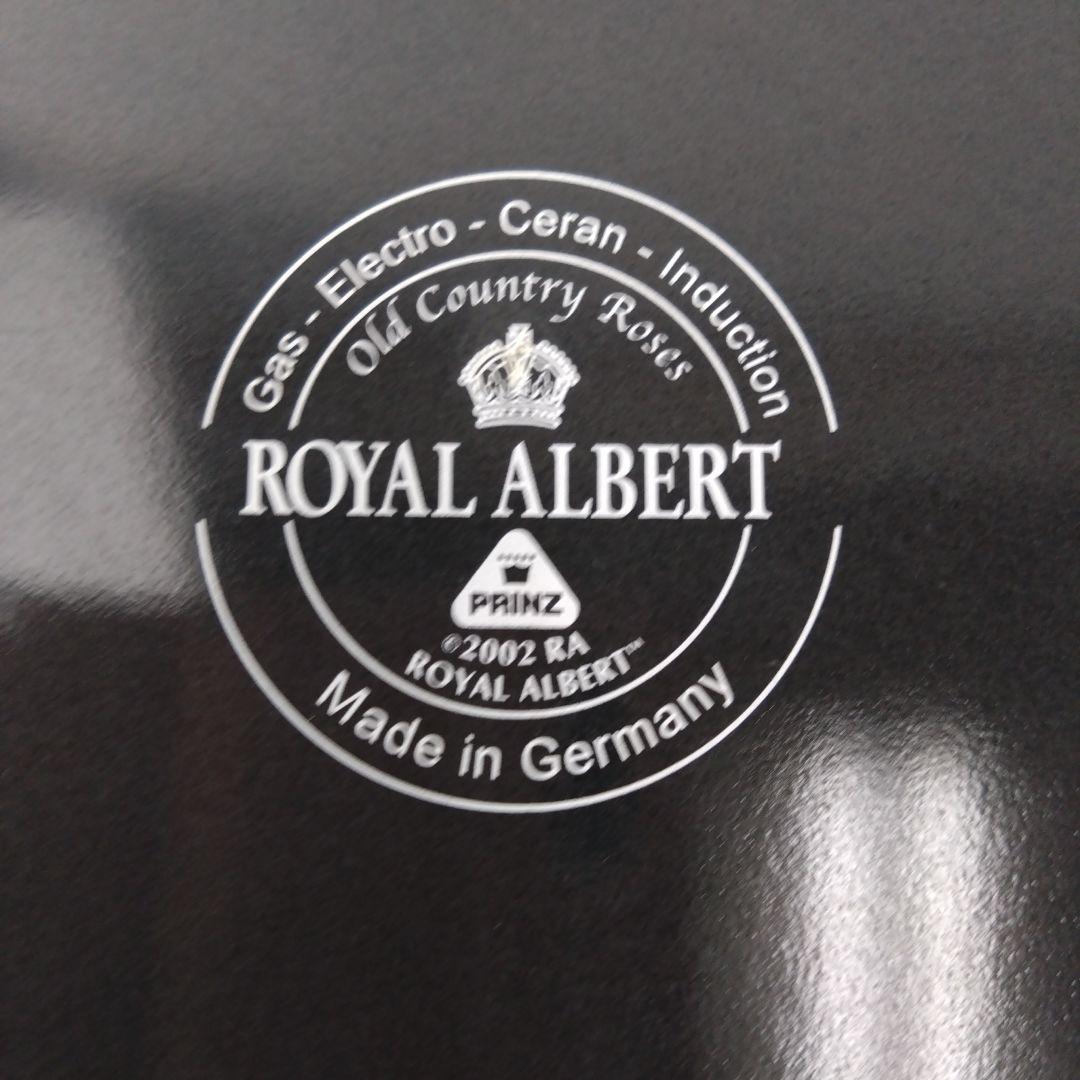 Gas - Electro - Ceran - Induction
Old Country Roses
ROYAL ALBERT
PRINZ
©2002 RA
ROYAL ALBERT™
Made in Germany